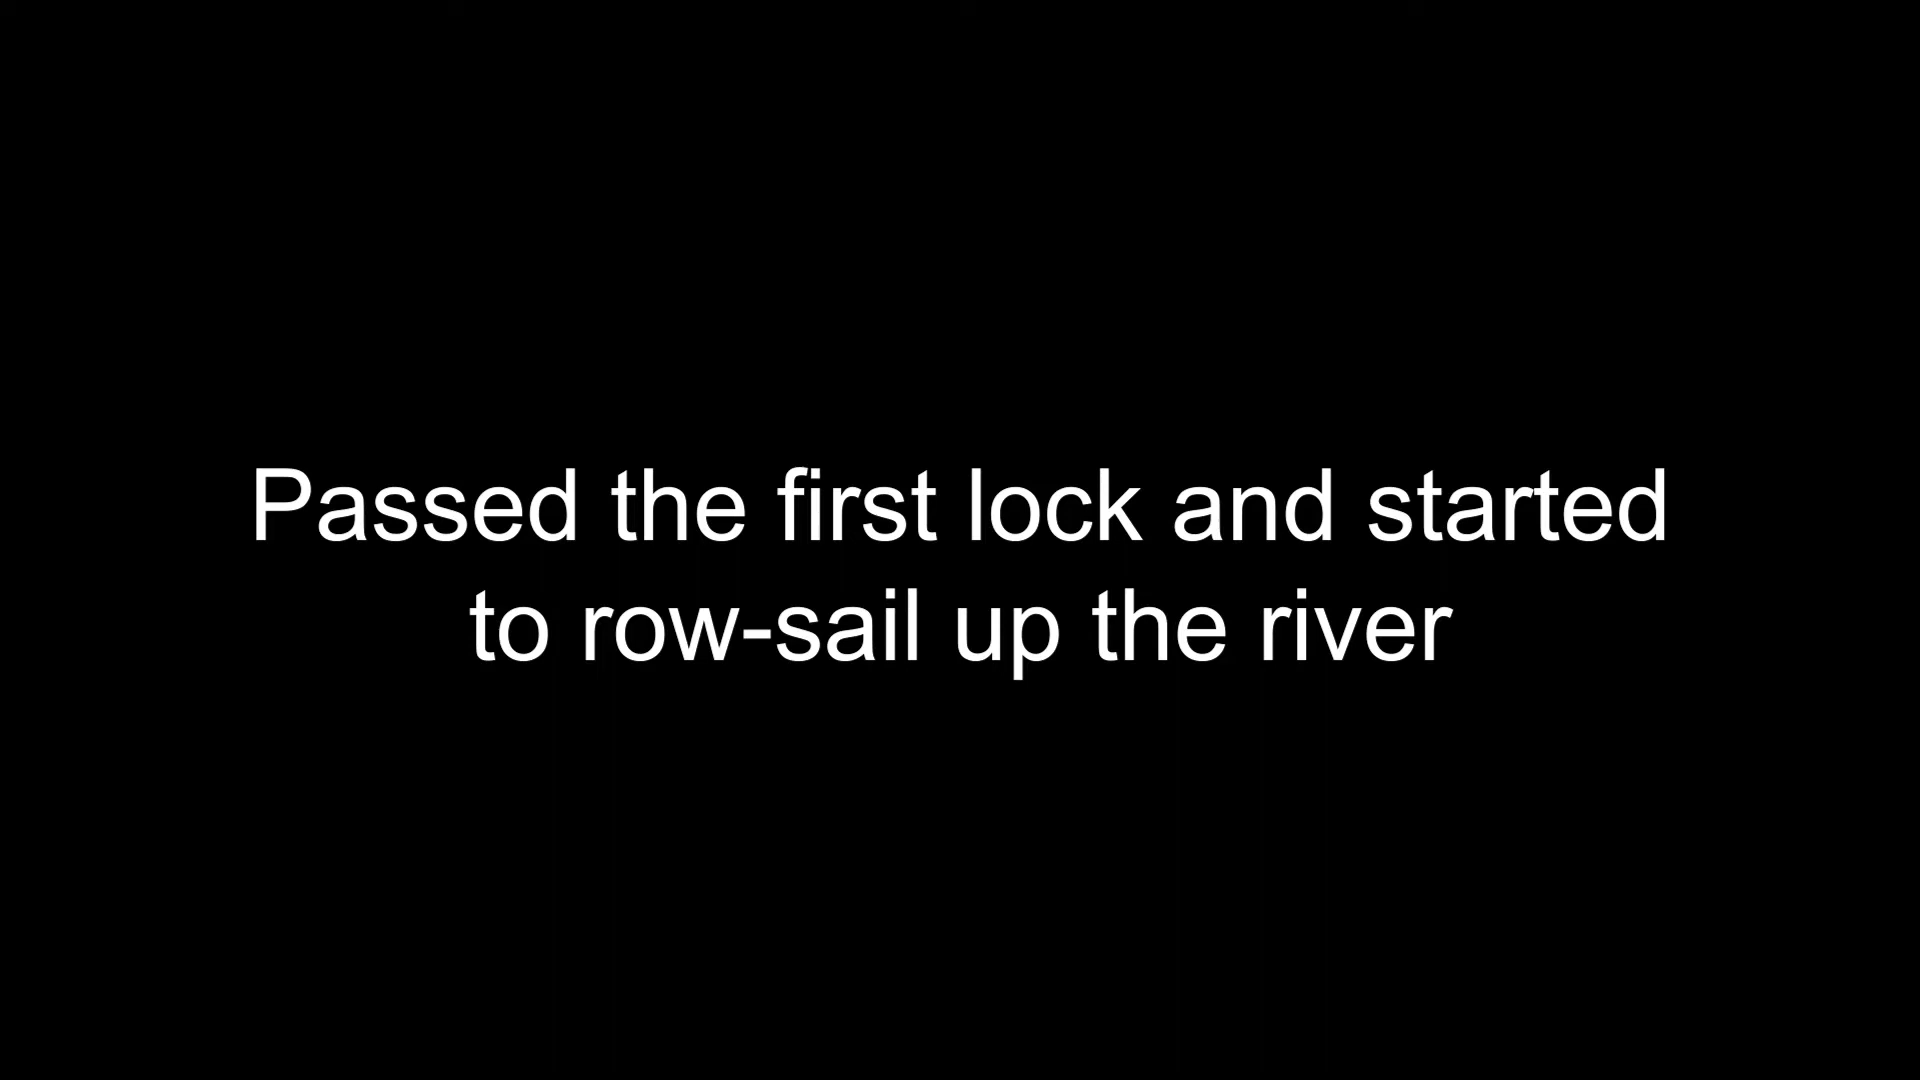 Passed the first lock and started
to row-sail up the river